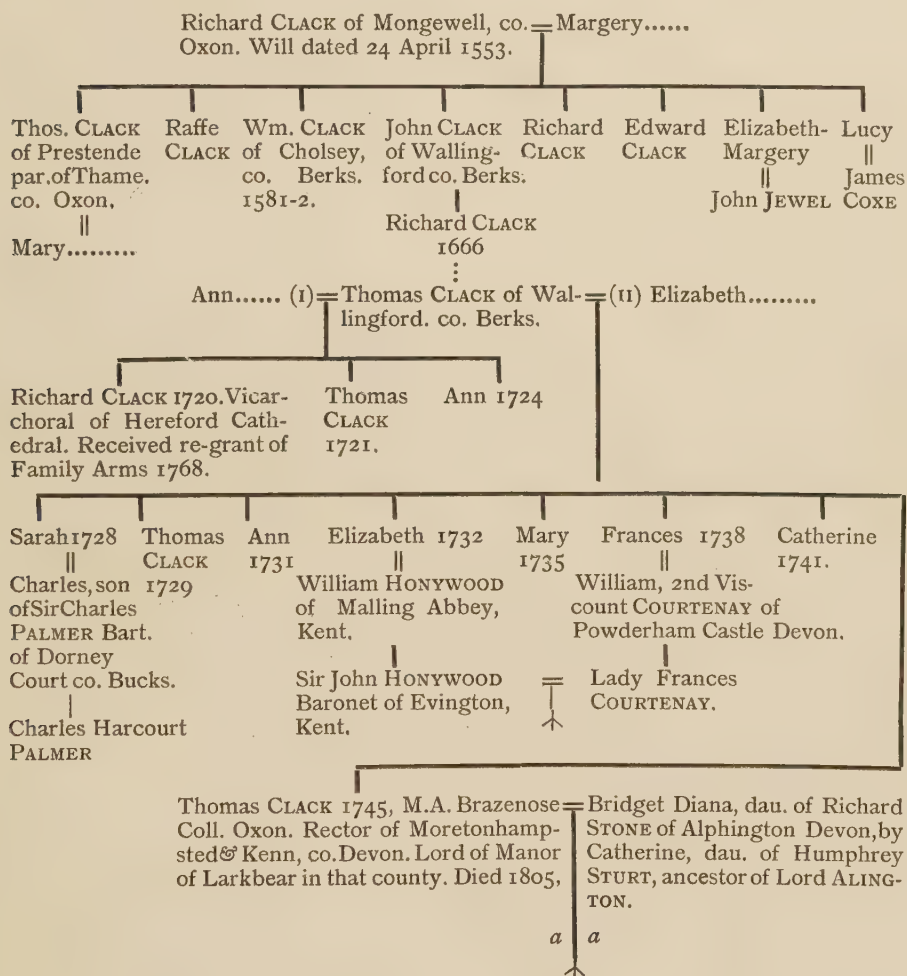 Richard CLACK of Mongewell, co. = Margery......
Oxon. Will dated 24 April 1553.
Thos. CLACK
of Prestende
par. of Thame.
co. Oxon.
||
Mary.........
Raffe
CLACK
Wm. CLACK
of Cholsey,
co. Berks.
1581-2.
John CLACK
of Walling-
ford co. Berks.
Richard CLACK
1666
Richard
CLACK
Edward
CLACK
Elizabeth-
Margery
||
John JEWEL
Lucy
||
James
COXE
Ann...... (I) = Thomas CLACK of Wal- = (II) Elizabeth.........
lingford. co. Berks.
Richard CLACK 1720. Vicar-
choral of Hereford Cath-
edral. Received re-grant of
Family Arms 1768.
Thomas
CLACK
1721.
Ann 1724
Sarah 1728
||
Charles, son
of Sir Charles
PALMER Bart.
of Dorney
Court co. Bucks.
Charles Harcourt
PALMER
Thomas
CLACK
1729
Ann
1731
Elizabeth 1732
||
William HONYWOOD
of Malling Abbey,
Kent.
Sir John HONYWOOD =
Baronet of Evington,
Kent.
Mary
1735
Frances 1738
||
William, 2nd Vis-
count COURTENAY of
Powderham Castle Devon.
Lady Frances
COURTENAY.
Catherine
1741.
Thomas CLACK 1745, M.A. Brazenose =
Coll. Oxon. Rector of Moretonhamp-
sted & Kenn, co. Devon. Lord of Manor
of Larkbear in that county. Died 1805,
Bridget Diana, dau. of Richard
STONE of Alphington Devon, by
Catherine, dau. of Humphrey
STURT, ancestor of Lord ALING-
TON.
a a